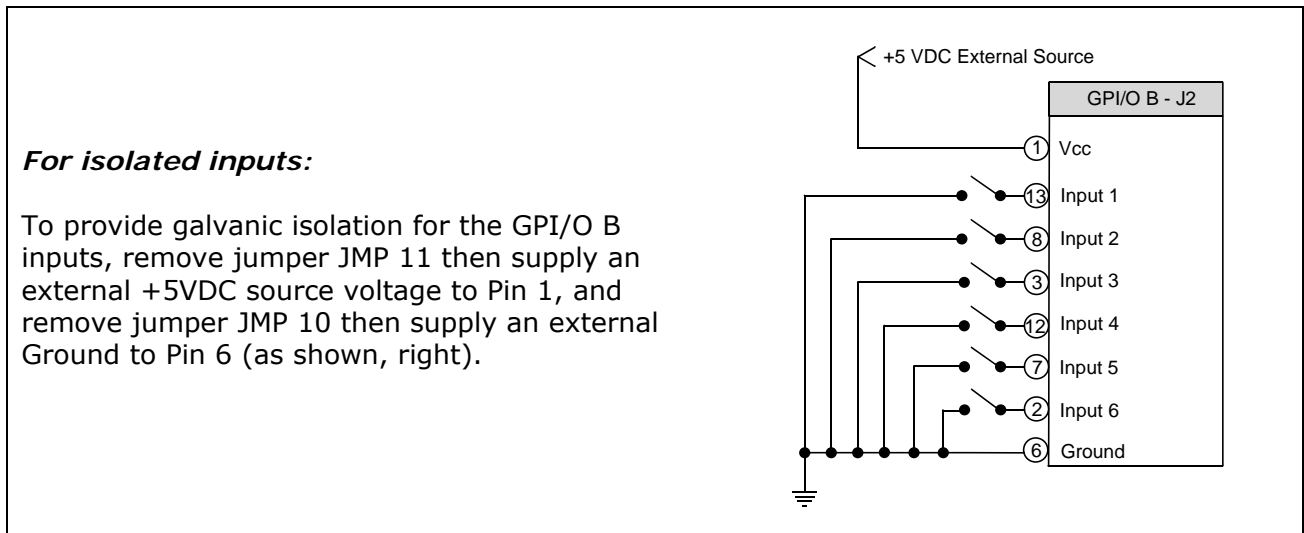 +5 VDC External Source
GPI/O B - J2
For isolated inputs:
To provide galvanic isolation for the GPI/O B
inputs, remove jumper JMP 11 then supply an
external +5VDC source voltage to Pin 1, and
remove jumper JMP 10 then supply an external
Ground to Pin 6 (as shown, right).
1 Vcc
13 Input 1
8 Input 2
3 Input 3
12 Input 4
7 Input 5
2 Input 6
6 Ground